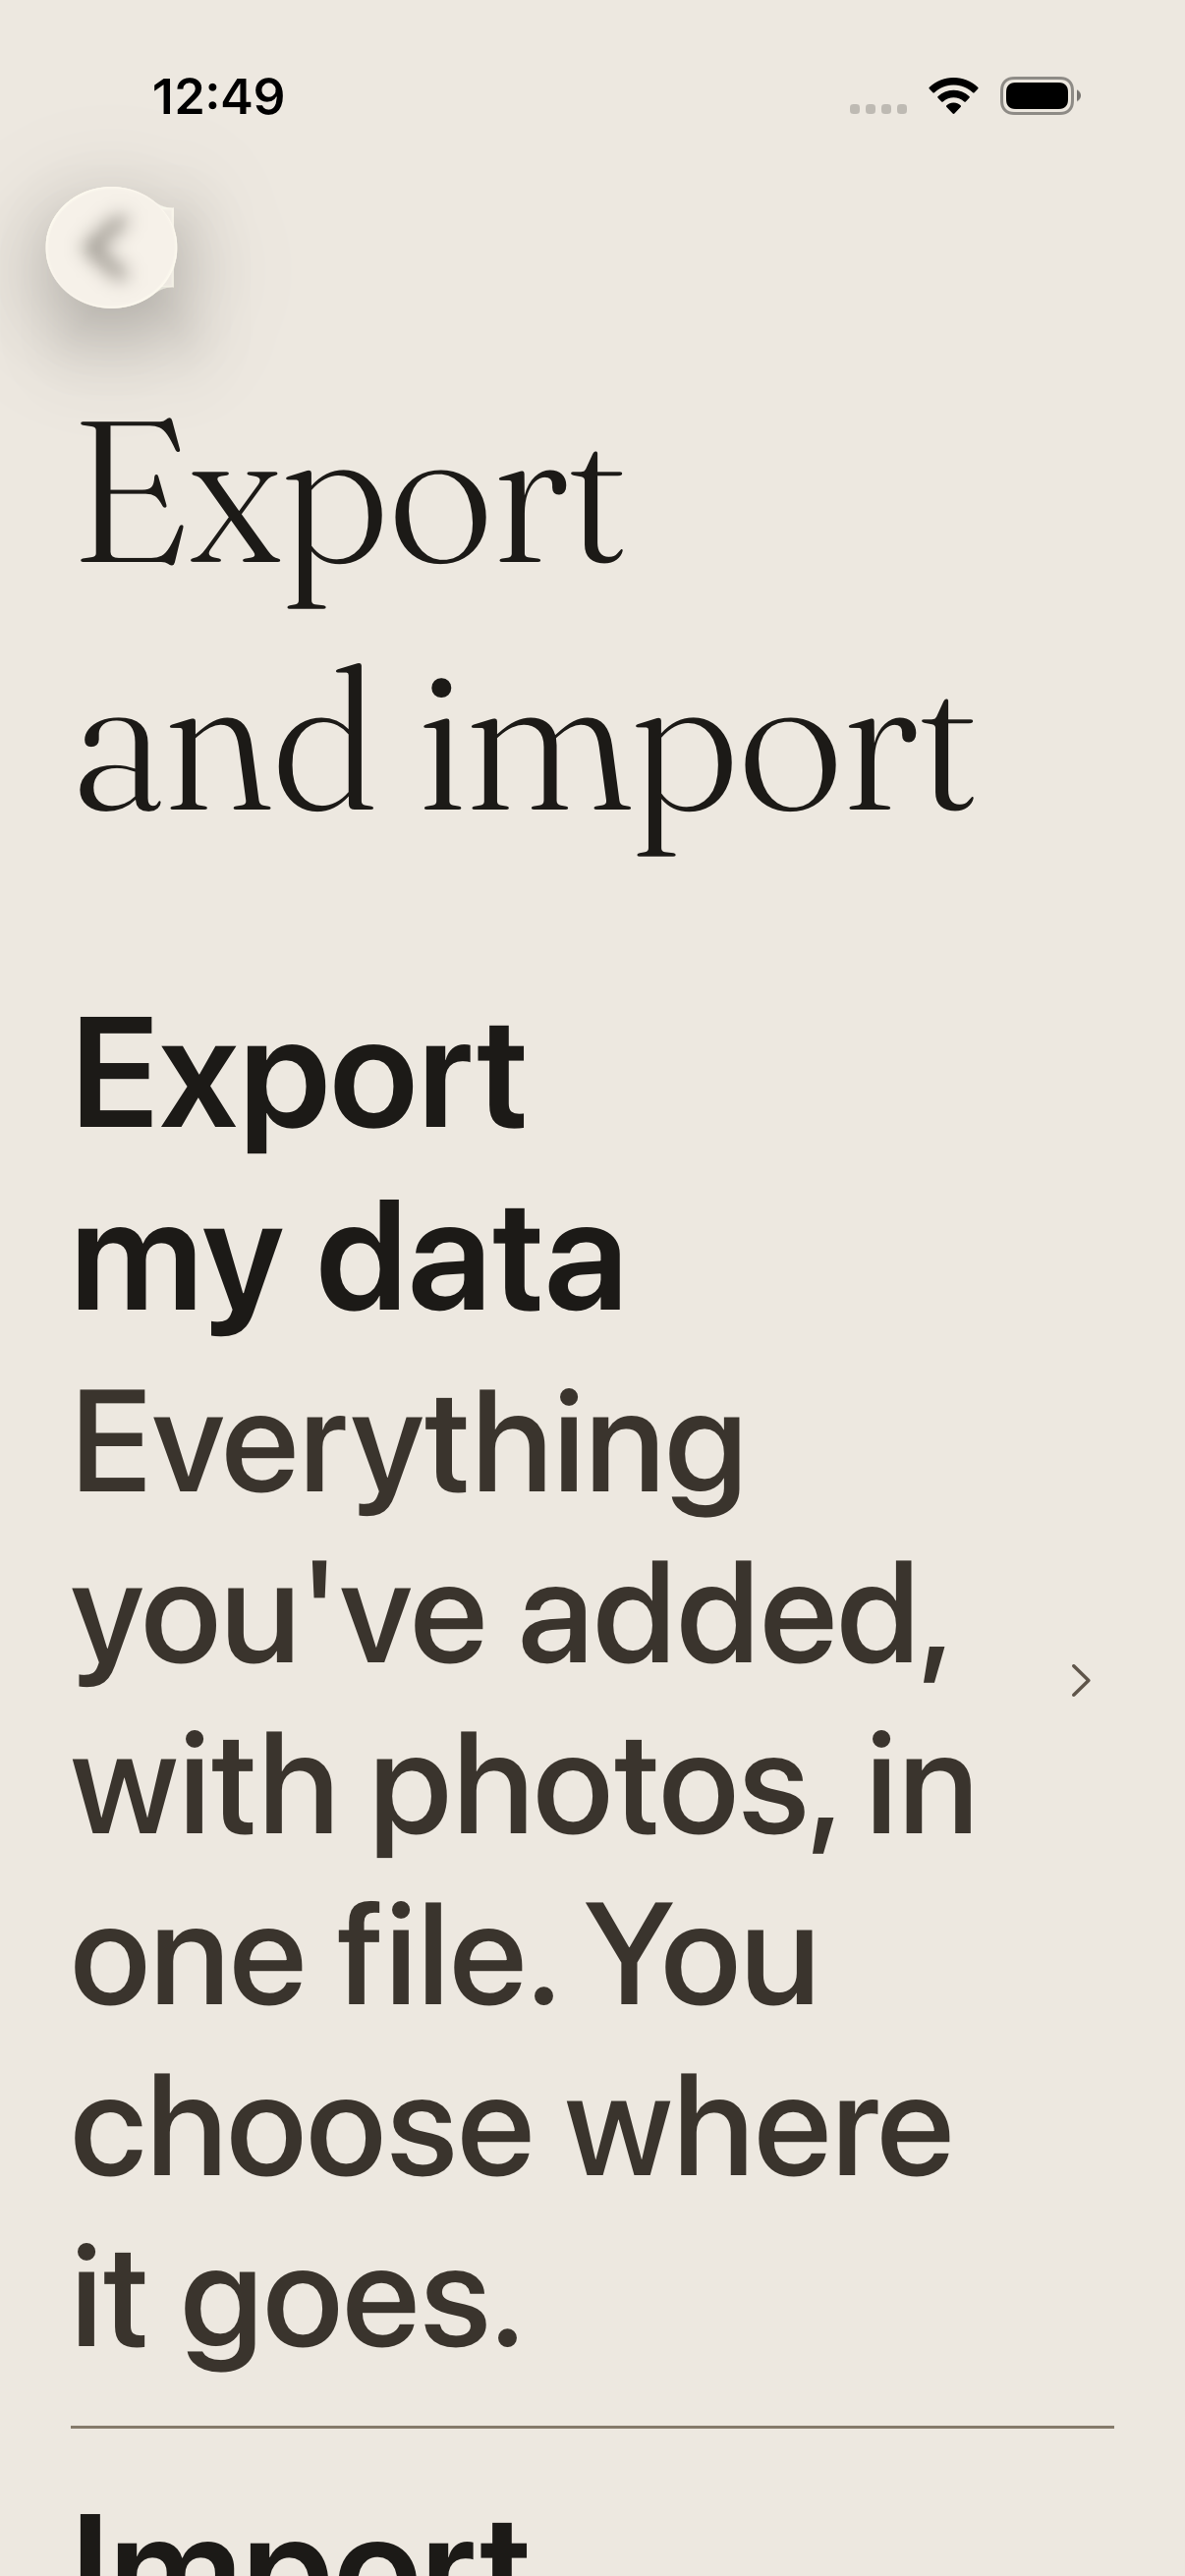 12:49
Export
and import
Export
my data
Everything
you've added,
with photos, in
one file. You
choose where
it goes.
Import